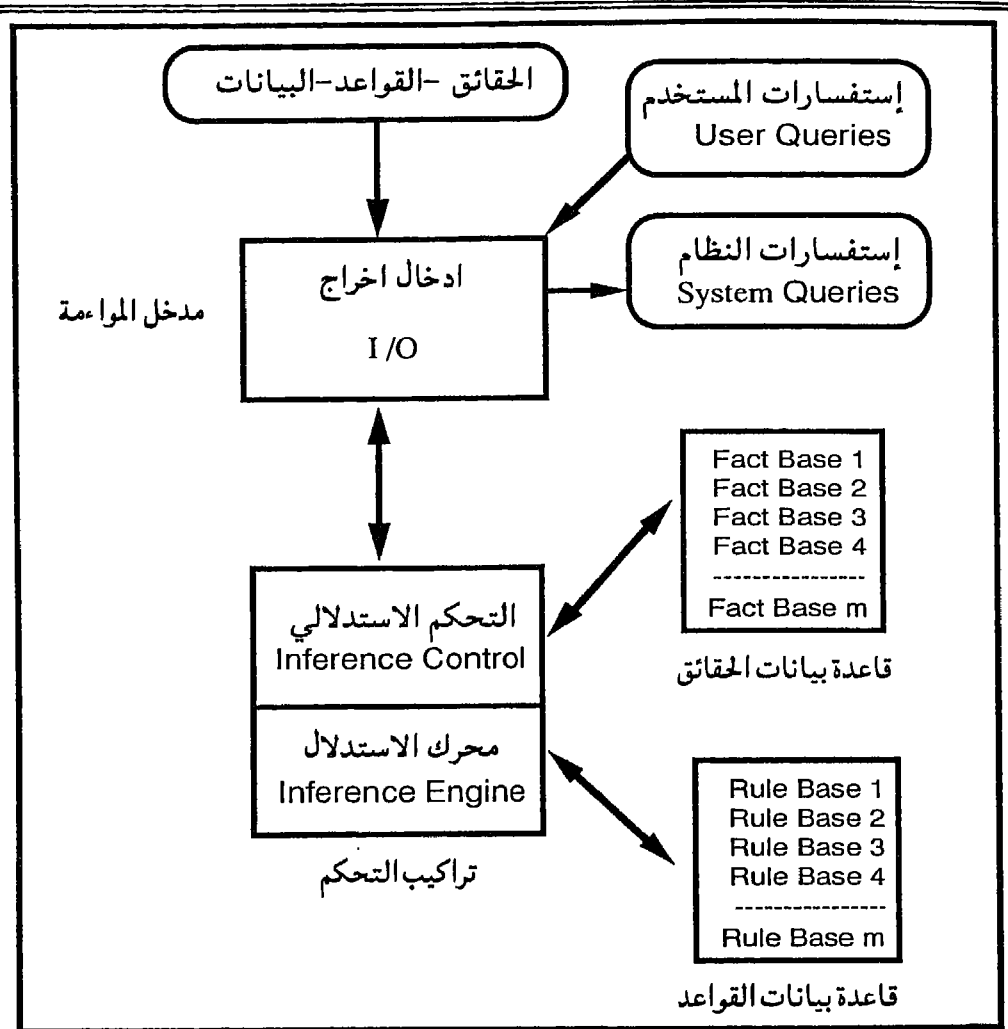 الحقائق -القواعد-البيانات
إستفسارات المستخدم
User Queries
إستفسارات النظام
System Queries
ادخال اخراج
I /O
مدخل المواءمة
Fact Base 1
Fact Base 2
Fact Base 3
Fact Base 4
----------------
Fact Base m
قاعدة بيانات الحقائق
التحكم الاستدلالي
Inference Control
محرك الاستدلال
Inference Engine
تراكيب التحكم
Rule Base 1
Rule Base 2
Rule Base 3
Rule Base 4
----------------
Rule Base m
قاعدة بيانات القواعد